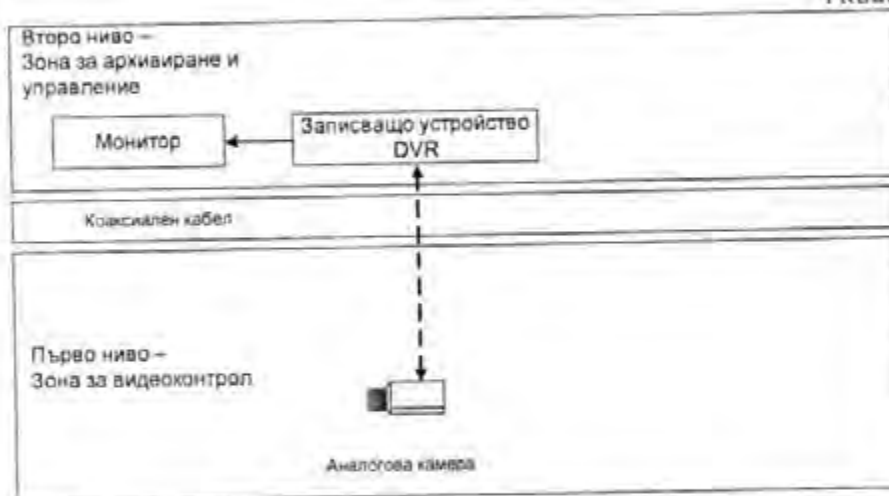 Второ ниво –
Зона за архивиране и
управление
Монитор
Записващо устройство
DVR
Коаксиален кабел
Първо ниво –
Зона за видеоконтрол
Аналогова камера